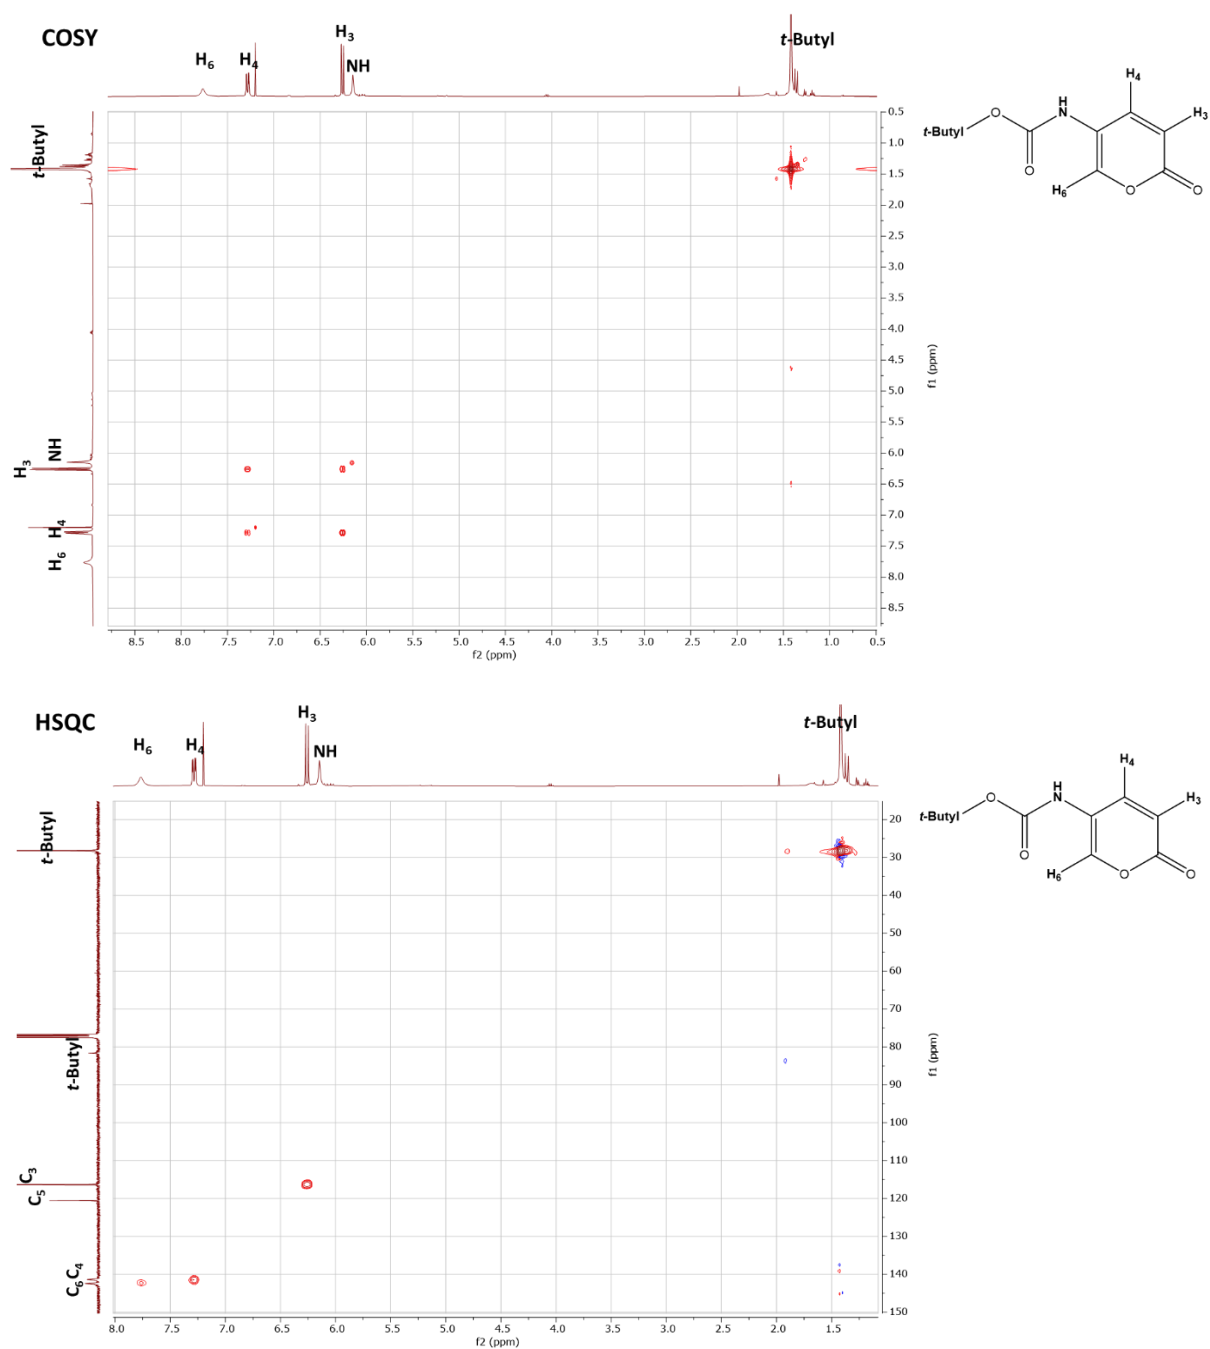 COSY
H6 H4 H3 NH t-Butyl
t-Butyl
NH
H3
H4
H6
0.5
1.0
1.5
2.0
2.5
3.0
3.5
4.0
4.5
5.0
5.5
6.0
6.5
7.0
7.5
8.0
8.5
f1 (ppm)
8.5 8.0 7.5 7.0 6.5 6.0 5.5 5.0 4.5 4.0 3.5 3.0 2.5 2.0 1.5 1.0 0.5
f2 (ppm)
H4
H3
H
N
O
t-Butyl
O
H6
O
O
HSQC
H6 H4 H3 NH t-Butyl
t-Butyl
t-Butyl
C3
C5
C6 C4
20
30
40
50
60
70
80
90
100
110
120
130
140
150
f1 (ppm)
8.0 7.5 7.0 6.5 6.0 5.5 5.0 4.5 4.0 3.5 3.0 2.5 2.0 1.5
f2 (ppm)
H4
H3
H
N
O
t-Butyl
O
H6
O
O